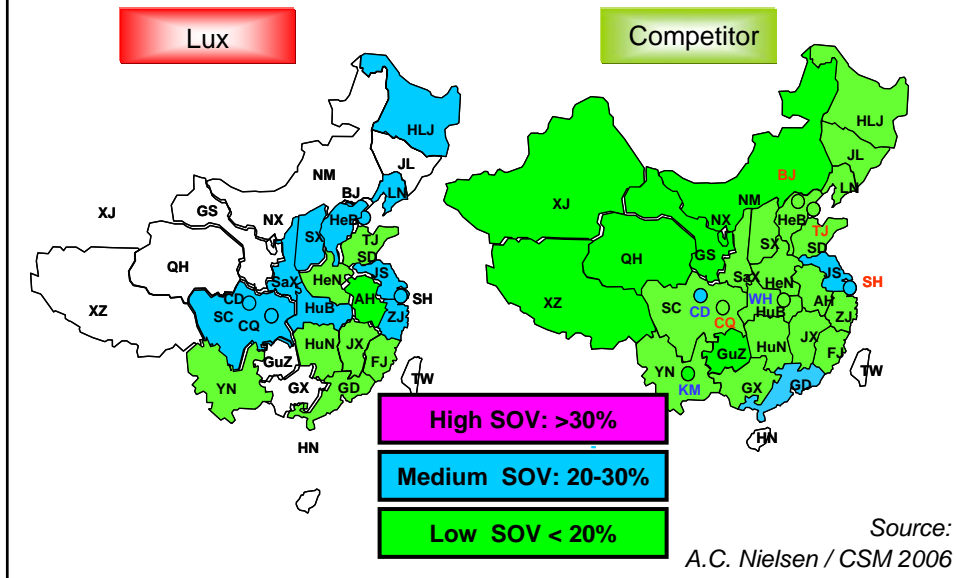 Lux
Competitor
HLJ
JL
NM
BJ
LN
XJ
GS
NX
HeB
SX
TJ
SD
QH
HeN
JS
SaX
XZ
CD
SC
CQ
HuB
AH
SH
ZJ
HuN
JX
GuZ
FJ
YN
GX
GD
TW
HN
HLJ
JL
BJ
LN
NM
XJ
NX
HeB
TJ
SX
SD
QH
GS
SaX
HeN
JS
SH
XZ
SC
CD
WH
HuB
AH
CQ
ZJ
HuN
JX
GuZ
FJ
YN
KM
GX
GD
TW
HN
High SOV: >30%
Medium SOV: 20-30%
Low SOV < 20%
Source:
A.C. Nielsen / CSM 2006